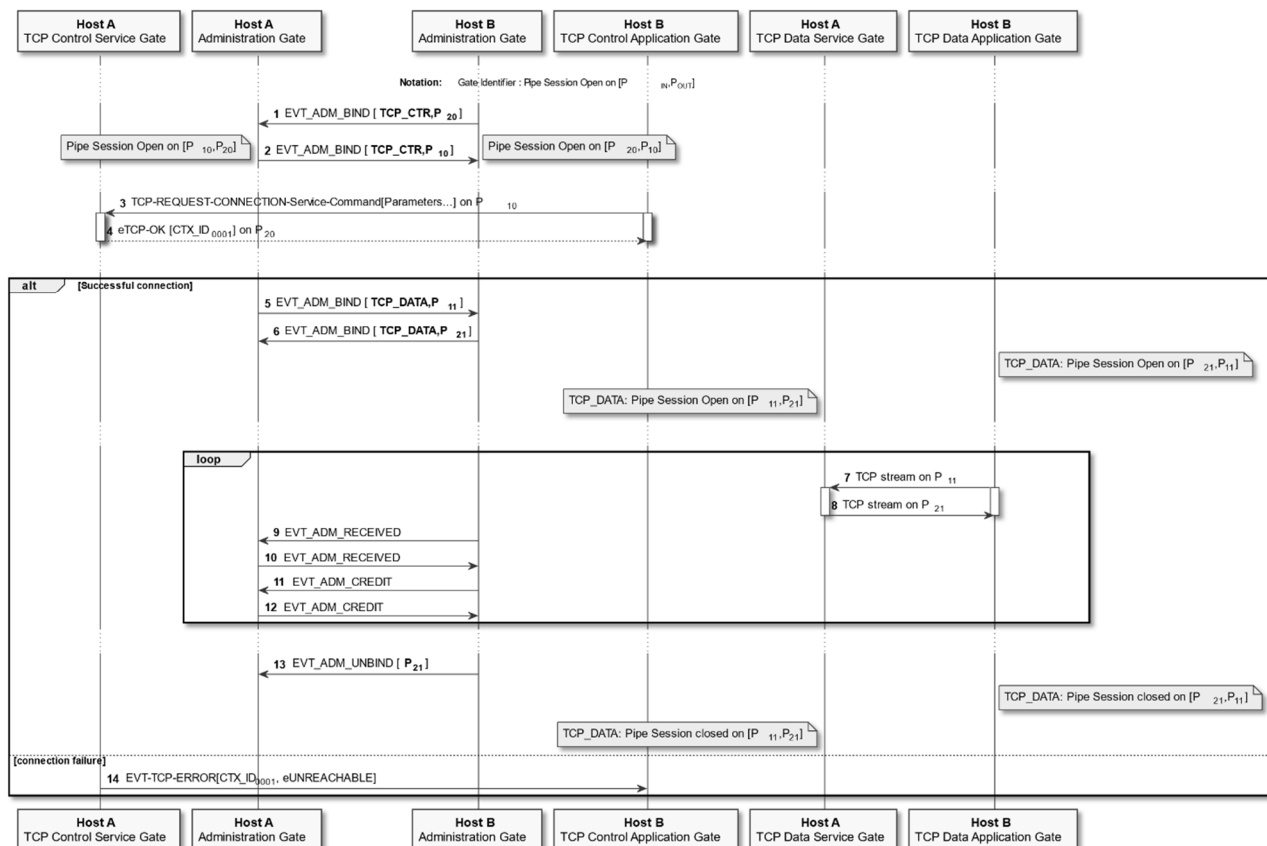 Host A
TCP Control Service Gate
Host A
Administration Gate
Host B
Administration Gate
Host B
TCP Control Application Gate
Host A
TCP Data Service Gate
Host B
TCP Data Application Gate
Notation: Gate Identifier : Pipe Session Open on [P IN,POUT]
1 EVT_ADM_BIND [ TCP_CTR,P 20]
Pipe Session Open on [P 10,P20]
2 EVT_ADM_BIND [ TCP_CTR,P 10]
Pipe Session Open on [P 20,P10]
3 TCP-REQUEST-CONNECTION-Service-Command[Parameters...] on P 10
4 eTCP-OK [CTX_ID 0001] on P20
alt [Successful connection]
5 EVT_ADM_BIND [ TCP_DATA,P 11]
6 EVT_ADM_BIND [ TCP_DATA,P 21]
TCP_DATA: Pipe Session Open on [P 21,P11]
TCP_DATA: Pipe Session Open on [P 11,P21]
loop
7 TCP stream on P 11
8 TCP stream on P 21
9 EVT_ADM_RECEIVED
10 EVT_ADM_RECEIVED
11 EVT_ADM_CREDIT
12 EVT_ADM_CREDIT
13 EVT_ADM_UNBIND [ P21]
TCP_DATA: Pipe Session closed on [P 21,P11]
TCP_DATA: Pipe Session closed on [P 11,P21]
[connection failure]
14 EVT-TCP-ERROR[CTX_ID0001, eUNREACHABLE]
Host A
TCP Control Service Gate
Host A
Administration Gate
Host B
Administration Gate
Host B
TCP Control Application Gate
Host A
TCP Data Service Gate
Host B
TCP Data Application Gate